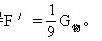 F′ = 1/9 G物。